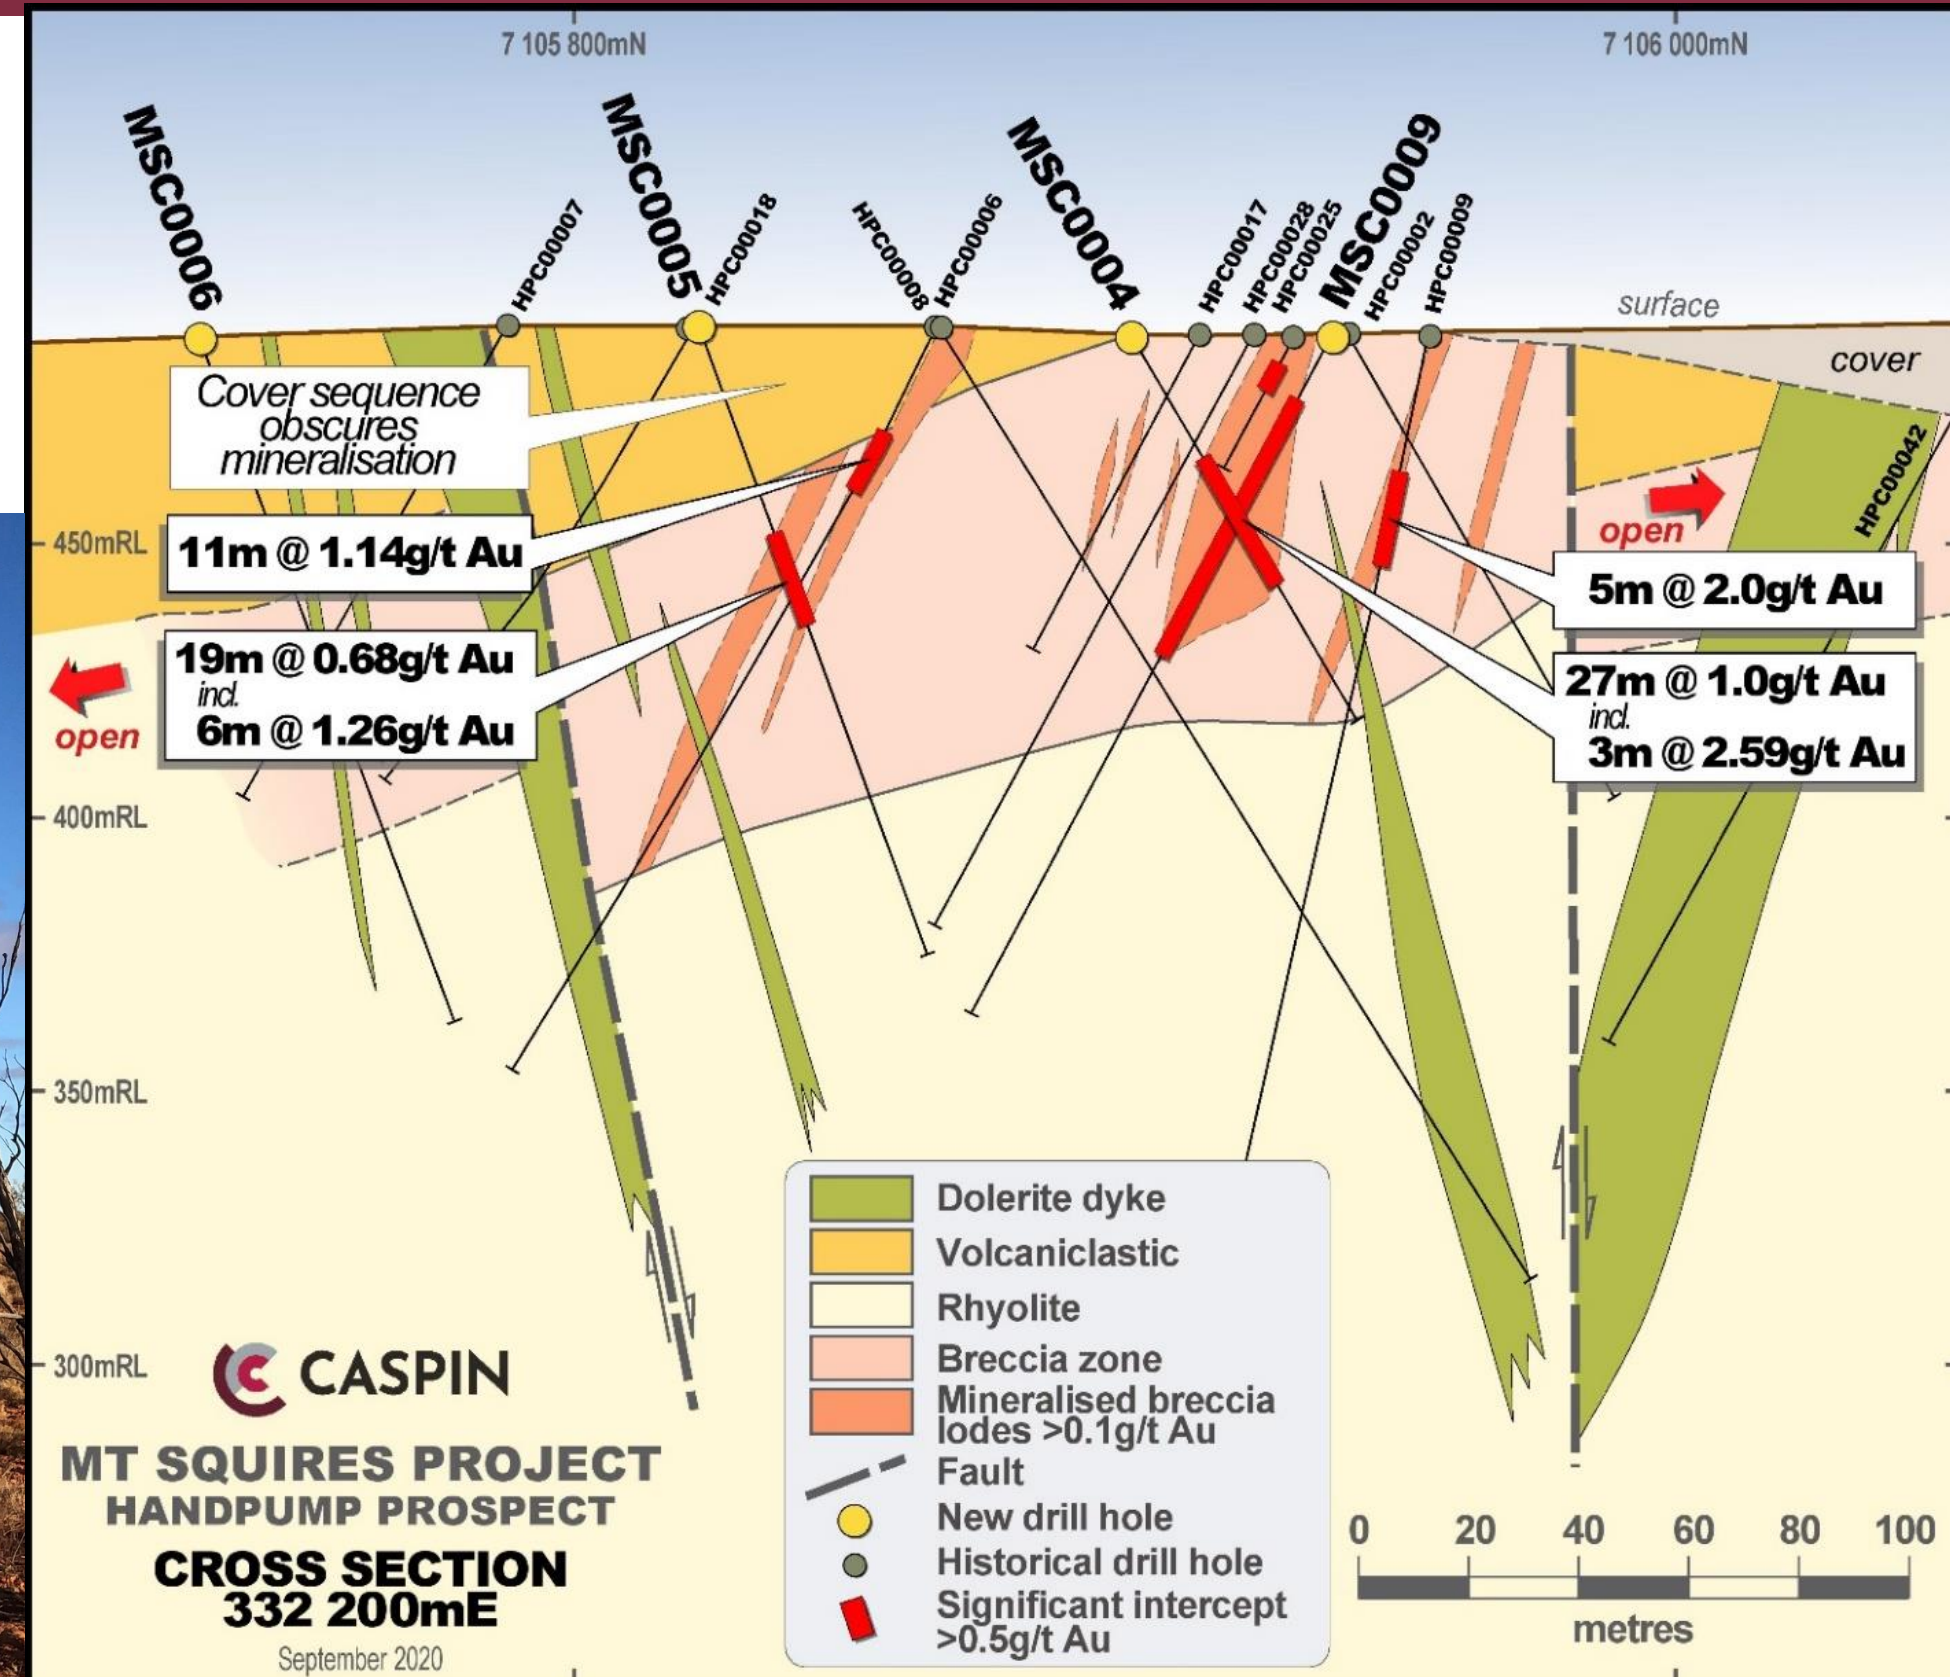 7 105 800mN
7 106 000mN
MSC0006
HPC00007
MSC0005
HPC00018
HPC00008
HPC00006
MSC0004
HPC00017
HPC00028
HPC00025
MSC0009
HPC00002
HPC00009
surface
cover
Cover sequence
obscures
mineralisation
HPC00042
open
450mRL
11m @ 1.14g/t Au
5m @ 2.0g/t Au
19m @ 0.68g/t Au
incl.
6m @ 1.26g/t Au
27m @ 1.0g/t Au
incl.
3m @ 2.59g/t Au
open
400mRL
350mRL
300mRL
Dolerite dyke
Volcaniclastic
Rhyolite
Breccia zone
Mineralised breccia
lodes >0.1g/t Au
Fault
New drill hole
Historical drill hole
Significant intercept
>0.5g/t Au
CASPIN
MT SQUIRES PROJECT
HANDPUMP PROSPECT
CROSS SECTION
332 200mE
September 2020
0 20 40 60 80 100
metres